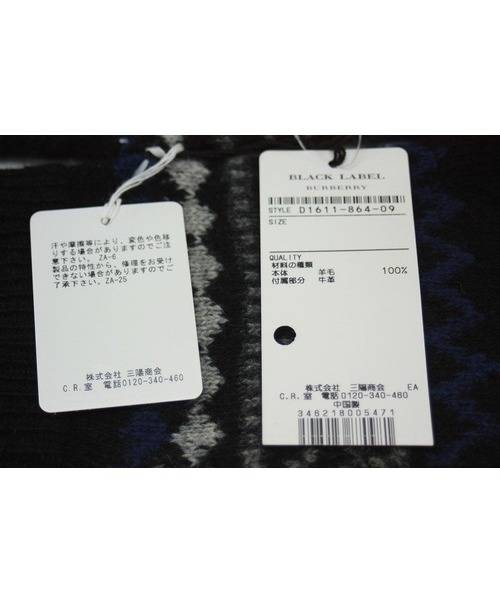 汗や摩擦等により、変色や色移
りする場合がありますのでご注
意下さい。 ZA-6
製品の特性から、修理をお受け
できない場合がありますのでご
了承下さい。ZA-25
株式会社 三陽商会
C.R.室 電話0120-340-460
BLACK LABEL
BURBERRY
STYLE D1611-864-09
SIZE
QUALITY
材料の種類
本体 羊毛 100%
付属部分 牛革
株式会社 三陽商会 EA
C.R.室 電話0120-340-460
中国製
346218005471